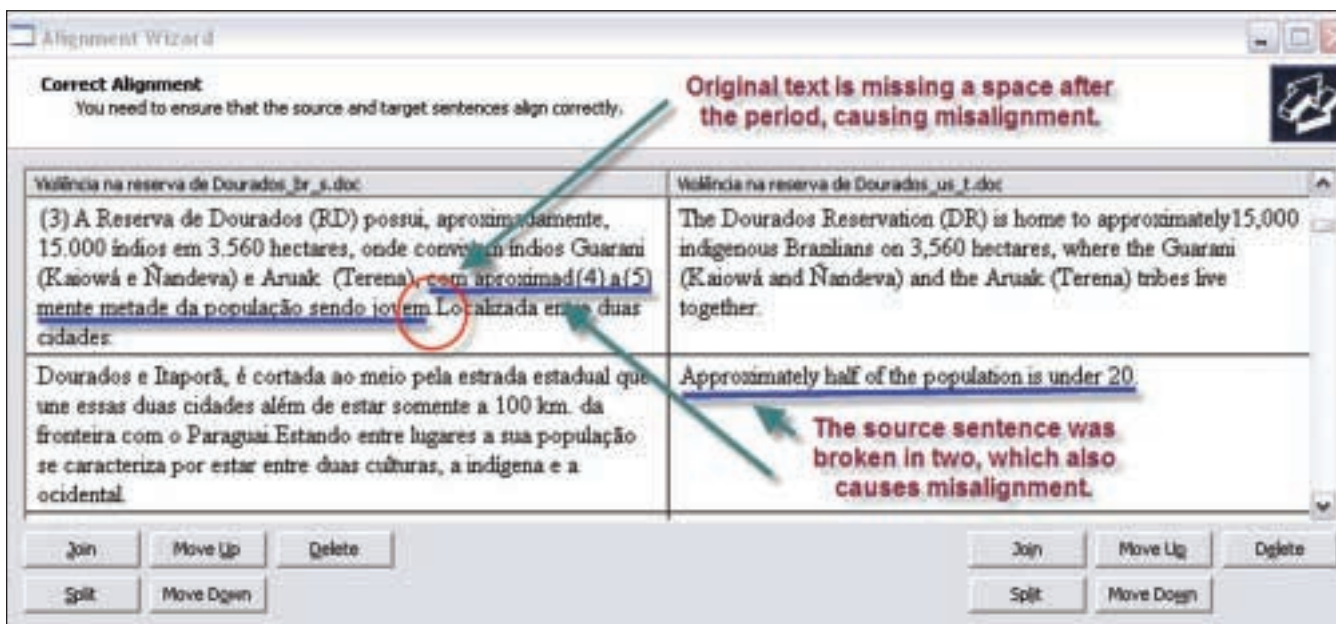 Alignment Wizard
Correct Alignment
You need to ensure that the source and target sentences align correctly.
Original text is missing a space after
the period, causing misalignment.
Violência na reserva de Dourados_br_s.doc
(3) A Reserva de Dourados (RD) possui, aproximadamente,
15.000 índios em 3.560 hectares, onde convivem índios Guarani
(Kaiowá e Ñandeva) e Aruak (Terena), com aproximad{4}a{5}
mente metade da população sendo jovem.Localizada entre duas
cidades:
Dourados e Itaporã, é cortada ao meio pela estrada estadual que
une essas duas cidades além de estar somente a 100 km. da
fronteira com o Paraguai.Estando entre lugares a sua população
se caracteriza por estar entre duas culturas, a indígena e a
ocidental.
Violência na reserva de Dourados_us_t.doc
The Dourados Reservation (DR) is home to approximately15,000
indigenous Brazilians on 3,560 hectares, where the Guarani
(Kaiowá and Ñandeva) and the Aruak (Terena) tribes live
together.
Approximately half of the population is under 20.
The source sentence was
broken in two, which also
causes misalignment.
Join Move Up Delete
Split Move Down
Join Move Up Delete
Split Move Down